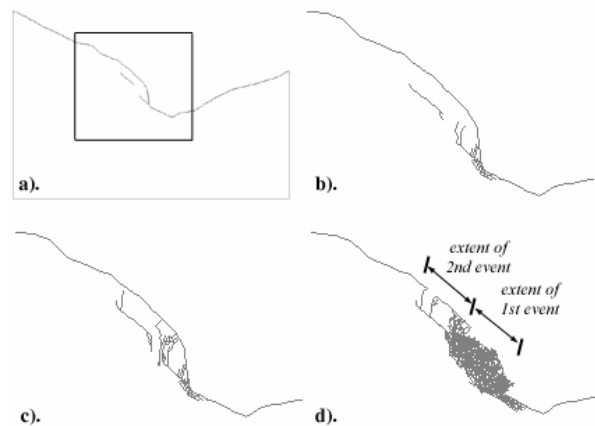 a).
b).
c).
extent of
2nd event
extent of
1st event
d).